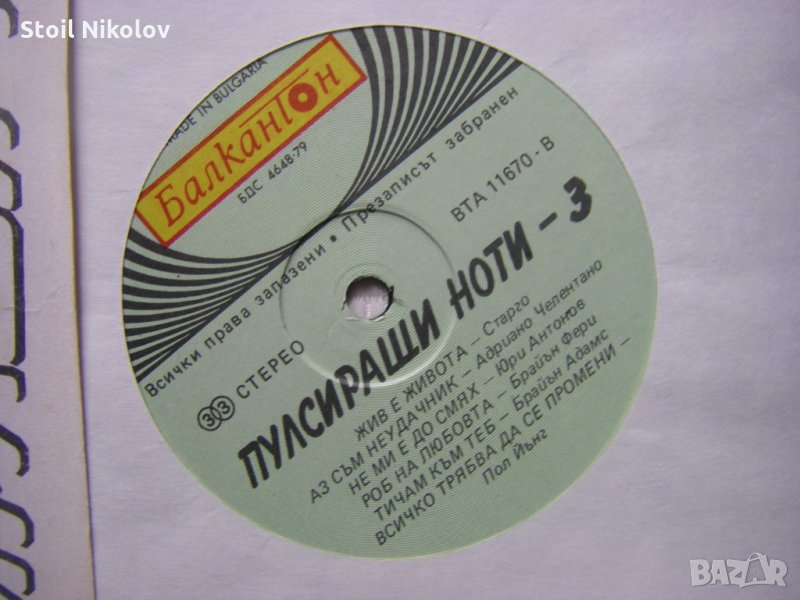 Stoil Nikolov
MADE IN BULGARIA
Балкантон
БДС 4648-79
Всички права запазени • Презаписът забранен
ВТА 11670-В
33 СТЕРЕО
ПУЛСИРАЩИ НОТИ – 3
ЖИВ Е ЖИВОТА – Старго
АЗ СЪМ НЕУДАЧНИК – Адриано Челентано
НЕ МИ Е ДО СМЯХ – Юри Антонов
РОБ НА ЛЮБОВТА – Брайън Фери
ТИЧАМ КЪМ ТЕБ – Брайън Адамс
ВСИЧКО ТРЯБВА ДА СЕ ПРОМЕНИ –
Пол Йънг
BAZAR